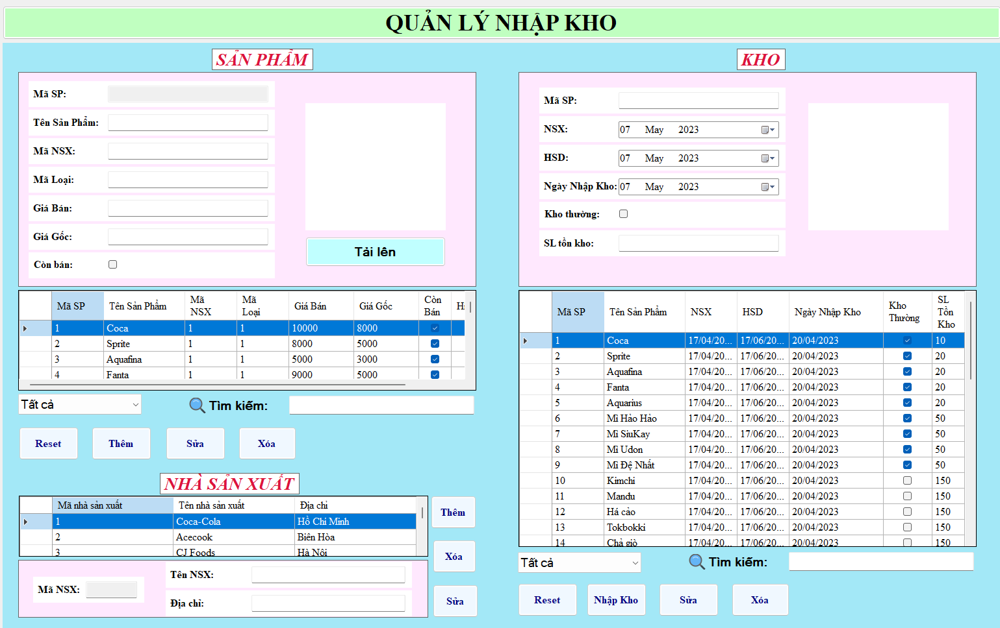 QUẢN LÝ NHẬP KHO
SẢN PHẨM
Mã SP:
Tên Sản Phẩm:
Mã NSX:
Mã Loại:
Giá Bán:
Giá Gốc:
Còn bán:
Tải lên
Mã SP Tên Sản Phẩm Mã NSX Mã Loại Giá Bán Giá Gốc Còn Bán
1 Coca 1 1 10000 8000
2 Sprite 1 1 8000 5000
3 Aquafina 1 1 5000 3000
4 Fanta 1 1 9000 5000
Tất cả Tìm kiếm:
Reset Thêm Sửa Xóa
NHÀ SẢN XUẤT
Mã nhà sản xuất Tên nhà sản xuất Địa chỉ
1 Coca-Cola Hồ Chí Minh
2 Acecook Biên Hòa
3 CJ Foods Hà Nội
Thêm
Xóa
Sửa
Mã NSX:
Tên NSX:
Địa chỉ:
KHO
Mã SP:
NSX: 07 May 2023
HSD: 07 May 2023
Ngày Nhập Kho: 07 May 2023
Kho thường:
SL tồn kho:
Mã SP Tên Sản Phẩm NSX HSD Ngày Nhập Kho Kho Thường SL Tồn Kho
1 Coca 17/04/20... 17/06/20... 20/04/2023 10
2 Sprite 17/04/20... 17/06/20... 20/04/2023 20
3 Aquafina 17/04/20... 17/06/20... 20/04/2023 20
4 Fanta 17/04/20... 17/06/20... 20/04/2023 20
5 Aquarius 17/04/20... 17/06/20... 20/04/2023 20
6 Mì Hảo Hảo 17/04/20... 17/06/20... 20/04/2023 50
7 Mì SiuKay 17/04/20... 17/06/20... 20/04/2023 50
8 Mì Udon 17/04/20... 17/06/20... 20/04/2023 50
9 Mì Đệ Nhất 17/04/20... 17/06/20... 20/04/2023 50
10 Kimchi 17/04/20... 17/06/20... 20/04/2023 150
11 Mandu 17/04/20... 17/06/20... 20/04/2023 150
12 Há cảo 17/04/20... 17/06/20... 20/04/2023 150
13 Tokbokki 17/04/20... 17/06/20... 20/04/2023 150
14 Chả giò 17/04/20... 17/06/20... 20/04/2023 150
Tất cả Tìm kiếm:
Reset Nhập Kho Sửa Xóa